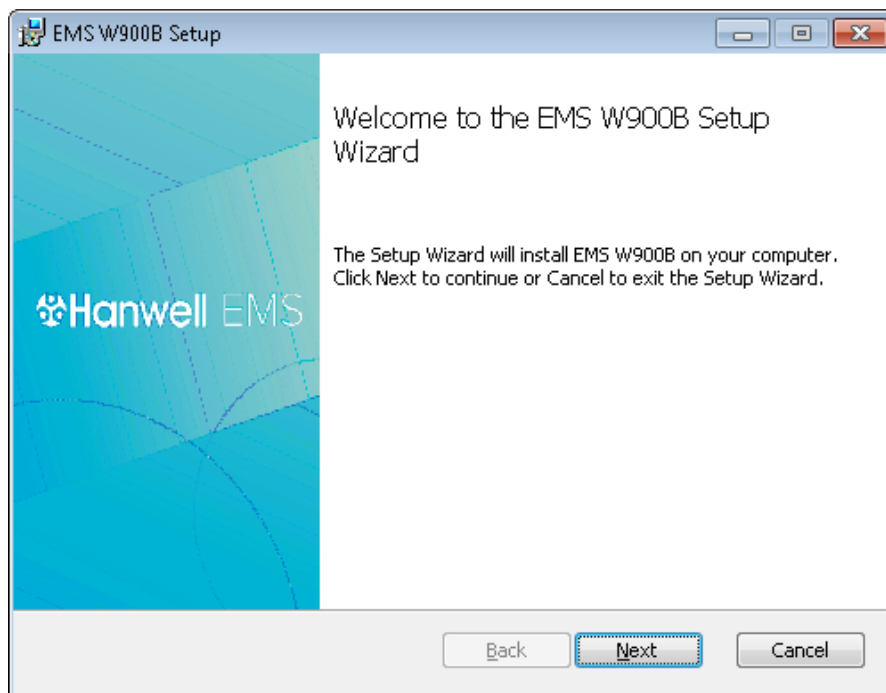 EMS W900B Setup
Welcome to the EMS W900B Setup
Wizard
The Setup Wizard will install EMS W900B on your computer.
Click Next to continue or Cancel to exit the Setup Wizard.
Hanwell EMS
Back
Next
Cancel